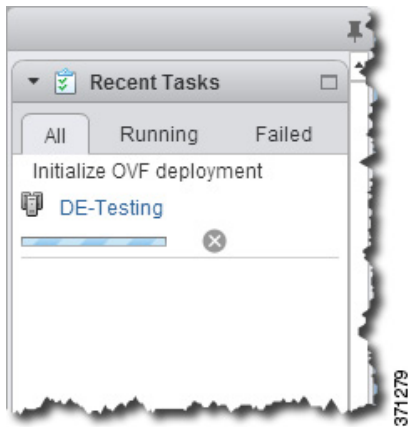 Recent Tasks
All Running Failed
Initialize OVF deployment
DE-Testing
371279